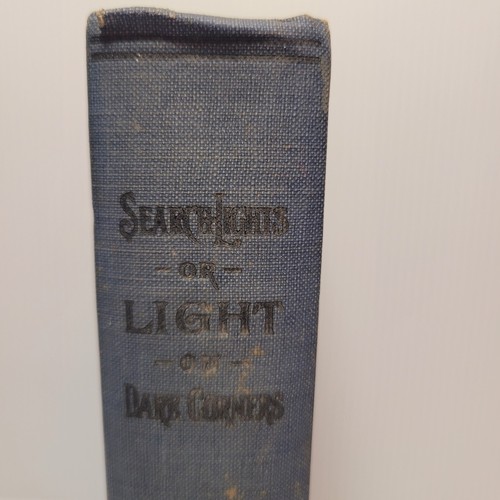 SEARCH-LIGHTS
- OR -
LIGHT
- ON -
DARK CORNERS